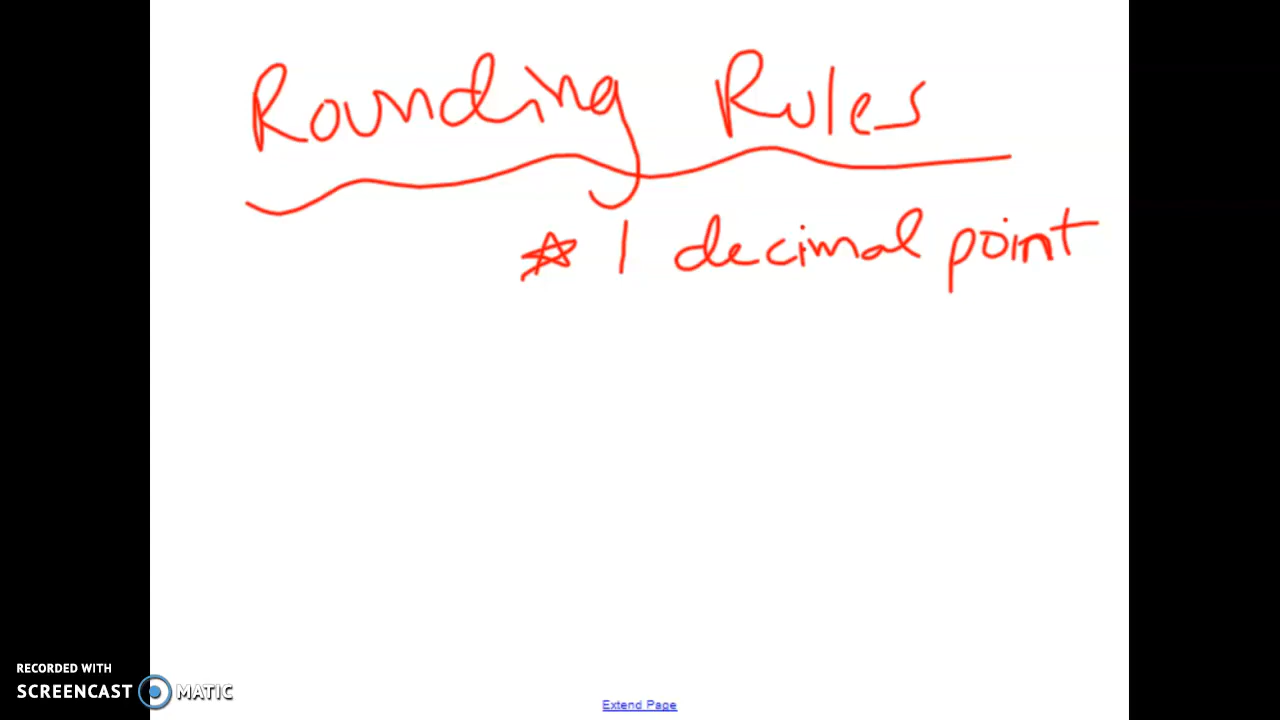 Rounding Rules
☆ 1 decimal point
RECORDED WITH
SCREENCAST MATIC
Extend Page